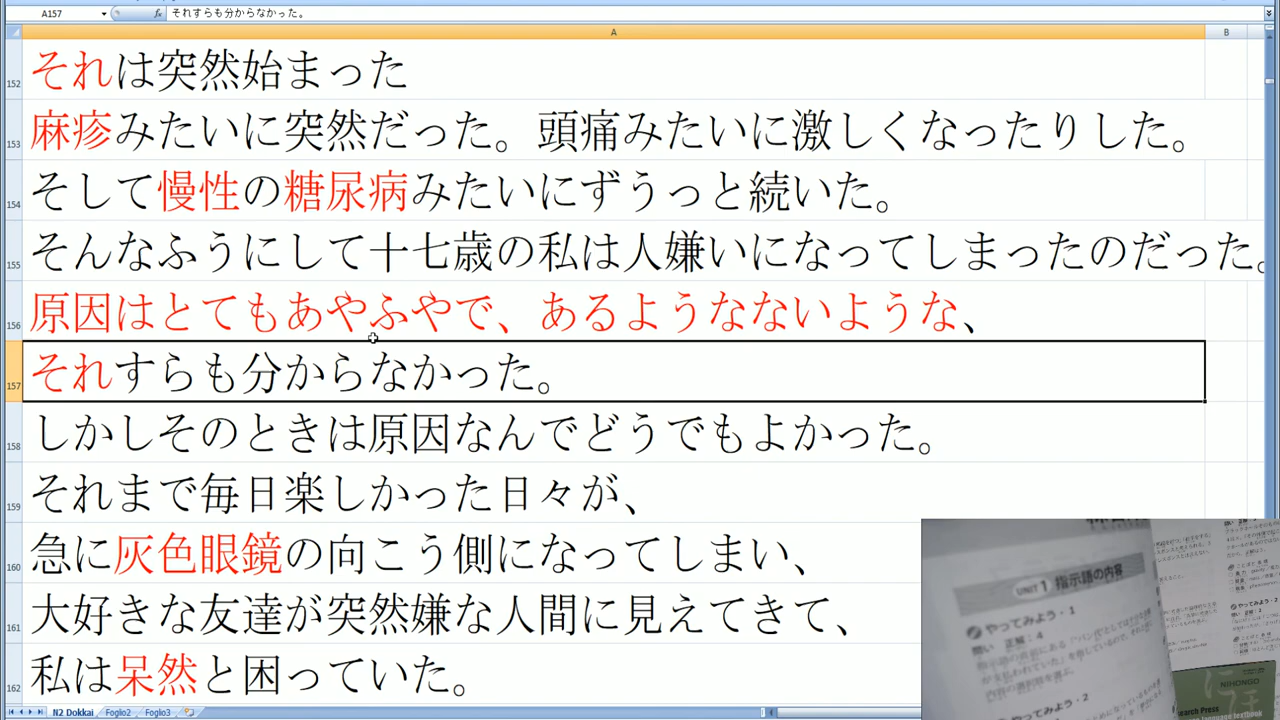 A157
それすらも分からなかった。
A
B
152 それは突然始まった
153 麻疹みたいに突然だった。頭痛みたいに激しくなったりした。
154 そして慢性の糖尿病みたいにずうっと続いた。
155 そんなふうにして十七歳の私は人嫌いになってしまったのだった。
156 原因はとてもあやふやで、あるようなないような、
157 それすらも分からなかった。
158 しかしそのときは原因なんでどうでもよかった。
159 それまで毎日楽しかった日々が、
160 急に灰色眼鏡の向こう側になってしまい、
161 大好きな友達が突然嫌な人間に見えてきて、
162 私は呆然と困っていた。
UNIT 1 指示語の内容
やってみよう・1
問い 正解:4
やってみよう・2
NIHONGO
N2 Dokkai
Foglio2
Foglio3